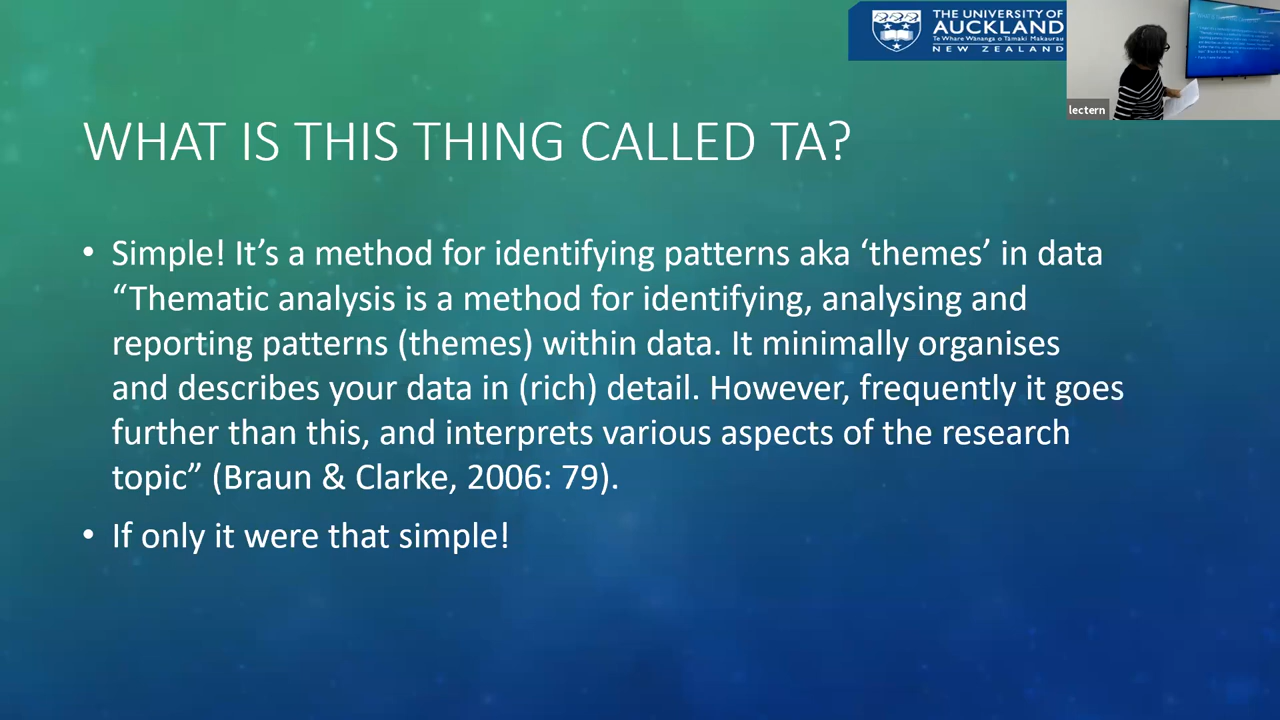 THE UNIVERSITY OF
AUCKLAND
Te Whare Wānanga o Tāmaki Makaurau
NEW ZEALAND
lectern
WHAT IS THIS THING CALLED TA?
• Simple! It’s a method for identifying patterns aka ‘themes’ in data
“Thematic analysis is a method for identifying, analysing and
reporting patterns (themes) within data. It minimally organises
and describes your data in (rich) detail. However, frequently it goes
further than this, and interprets various aspects of the research
topic” (Braun & Clarke, 2006: 79).
• If only it were that simple!